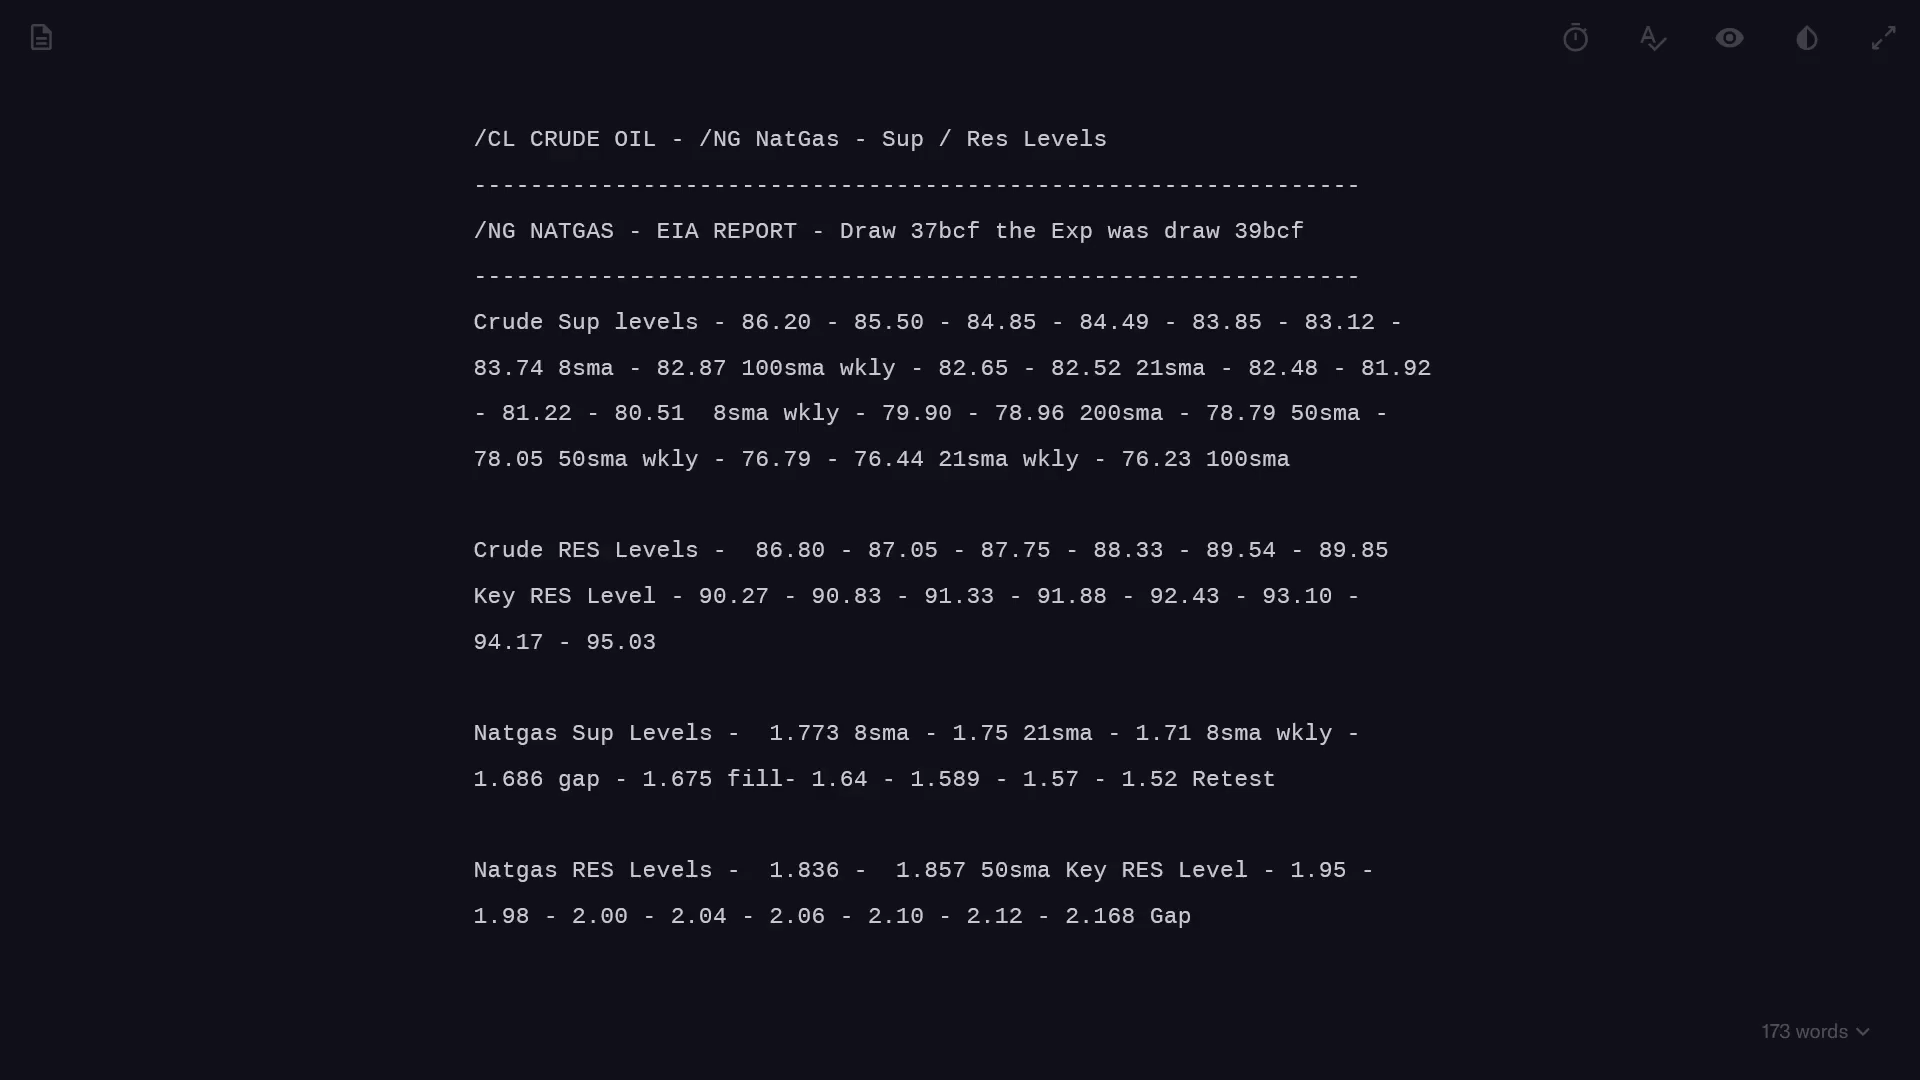 /CL CRUDE OIL - /NG NatGas - Sup / Res Levels
---------------------------------------------------------------
/NG NATGAS - EIA REPORT - Draw 37bcf the Exp was draw 39bcf
---------------------------------------------------------------
Crude Sup levels - 86.20 - 85.50 - 84.85 - 84.49 - 83.85 - 83.12 -
83.74 8sma - 82.87 100sma wkly - 82.65 - 82.52 21sma - 82.48 - 81.92
- 81.22 - 80.51  8sma wkly - 79.90 - 78.96 200sma - 78.79 50sma -
78.05 50sma wkly - 76.79 - 76.44 21sma wkly - 76.23 100sma
Crude RES Levels -  86.80 - 87.05 - 87.75 - 88.33 - 89.54 - 89.85
Key RES Level - 90.27 - 90.83 - 91.33 - 91.88 - 92.43 - 93.10 -
94.17 - 95.03
Natgas Sup Levels -  1.773 8sma - 1.75 21sma - 1.71 8sma wkly -
1.686 gap - 1.675 fill- 1.64 - 1.589 - 1.57 - 1.52 Retest
Natgas RES Levels -  1.836 -  1.857 50sma Key RES Level - 1.95 -
1.98 - 2.00 - 2.04 - 2.06 - 2.10 - 2.12 - 2.168 Gap
173 words